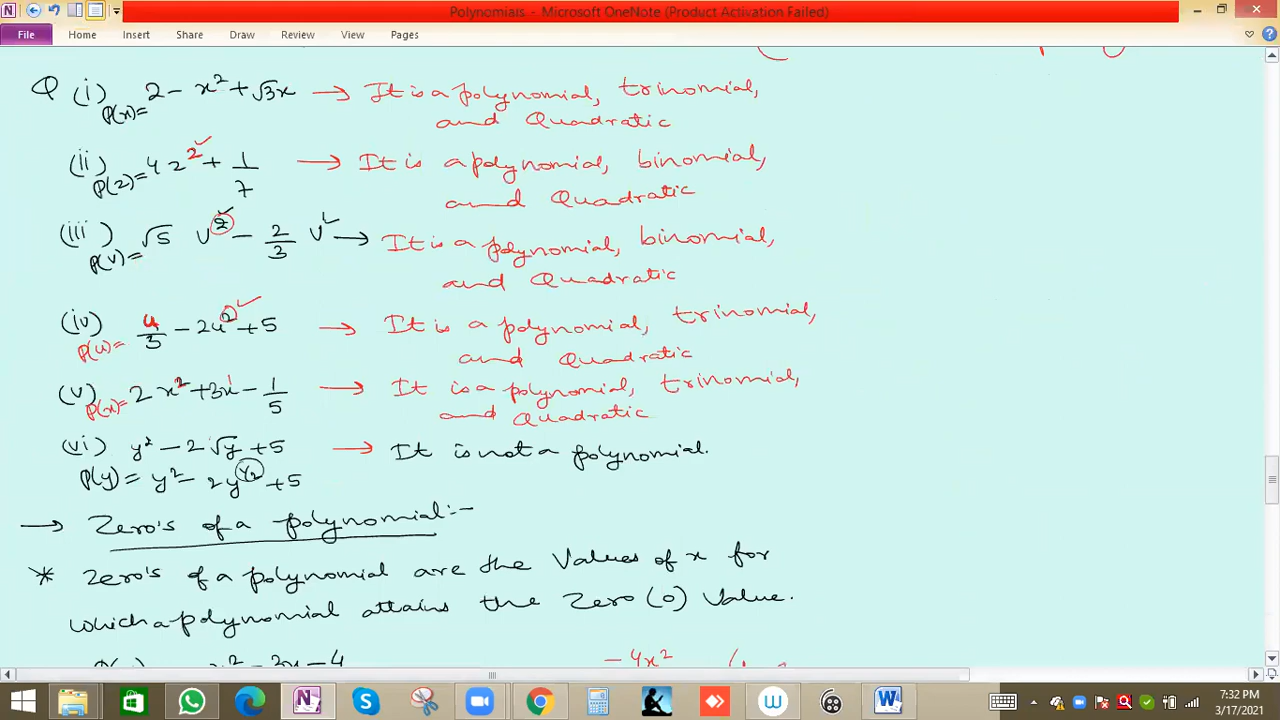 Polynomials - Microsoft OneNote (Product Activation Failed)
File Home Insert Share Draw Review View Pages
Q (i) P(x)= 2 - x² + √3x → It is a polynomial, trinomial,
and Quadratic
(ii) P(z)= 4z² + 1/7 → It is a polynomial, binomial,
and Quadratic
(iii) P(v)= √5 v² - 2/3 v → It is a polynomial, binomial,
and Quadratic
(iv) P(u)= u/3 - 2u² + 5 → It is a polynomial, trinomial,
and Quadratic
(v) P(x)= 2x² + 3x¹ - 1/5 → It is a polynomial, trinomial,
and Quadratic
(vi) y² - 2√y + 5 → It is not a polynomial.
P(y) = y² - 2y^1/2 + 5
→ Zero's of a polynomial:-
* Zero's of a polynomial are the Values of x for
which a polynomial attains the Zero (0) Value.
x² - 3x - 4 - 4x²
7:32 PM
3/17/2021